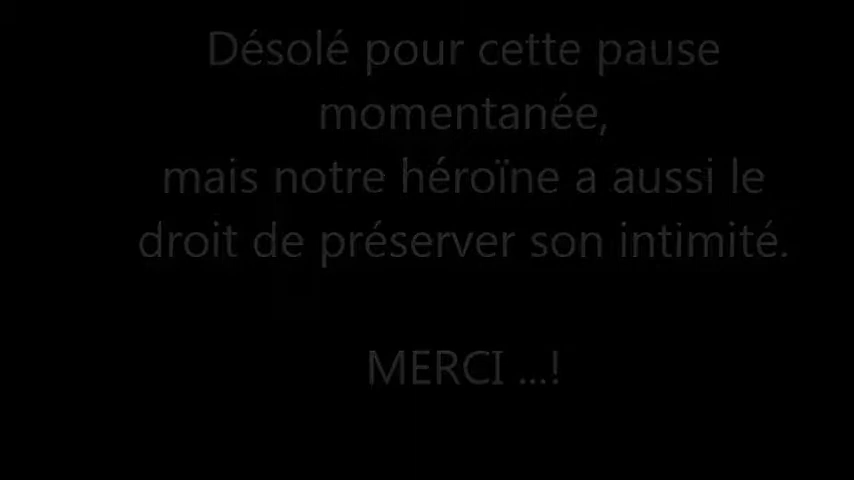 Désolé pour cette pause
momentanée,
mais notre héroïne a aussi le
droit de préserver son intimité.
MERCI ...!